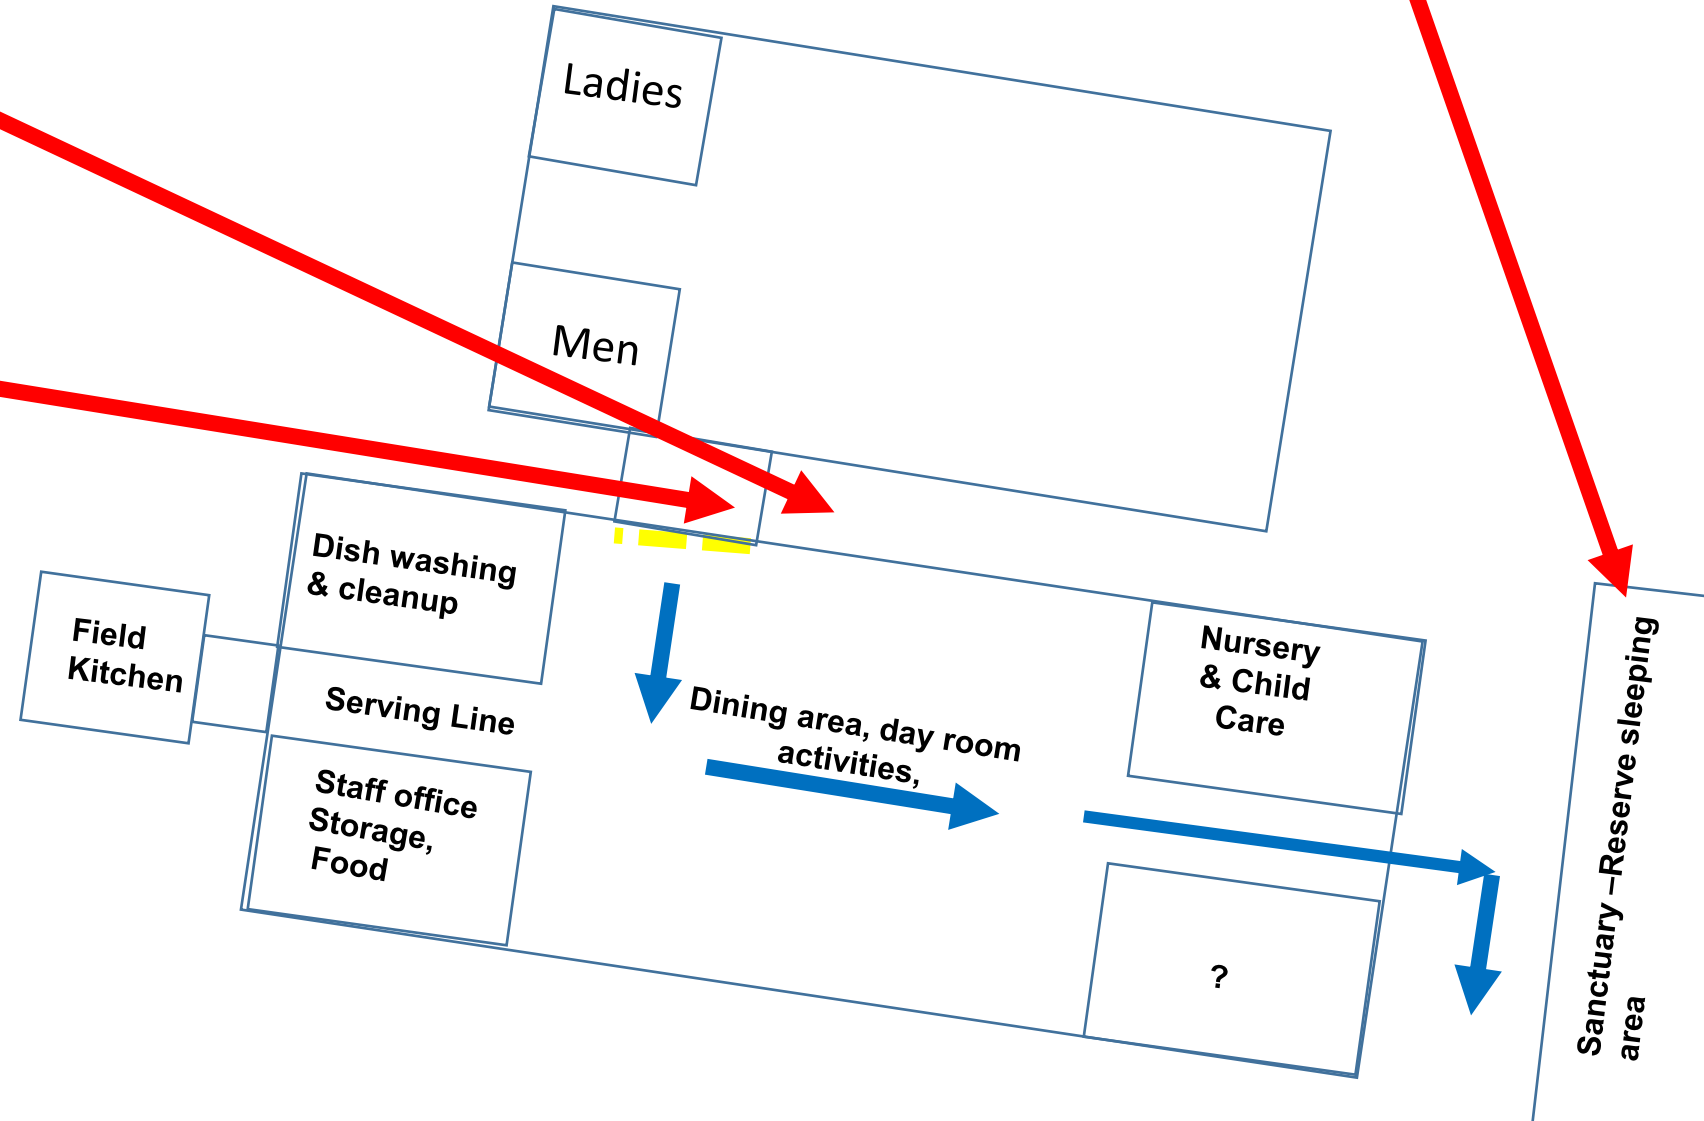 Ladies
Men
Dish washing
& cleanup
Field
Kitchen
Serving Line
Staff office
Storage,
Food
Dining area, day room
activities,
Nursery
& Child
Care
?
Sanctuary –Reserve sleeping
area